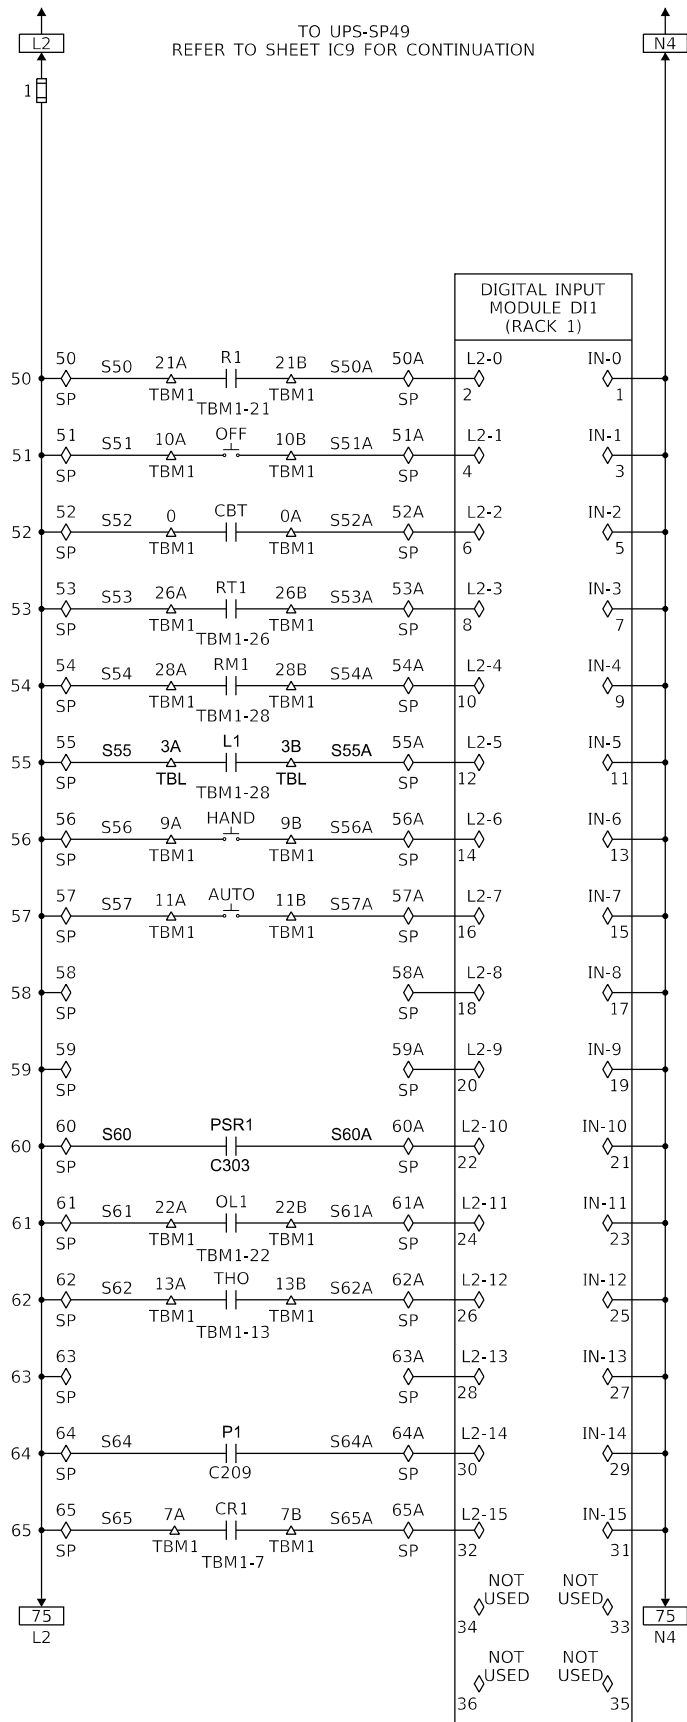 TO UPS-SP49
L2 REFER TO SHEET IC9 FOR CONTINUATION N4
1
DIGITAL INPUT
MODULE DI1
(RACK 1)
50 S50 21A R1 21B S50A 50A L2-0 IN-0
50
SP TBM1 TBM1-21 TBM1 SP 2 1
51 S51 10A OFF 10B S51A 51A L2-1 IN-1
51
SP TBM1 TBM1 SP 4 3
52 S52 0 CBT 0A S52A 52A L2-2 IN-2
52
SP TBM1 TBM1 SP 6 5
53 S53 26A RT1 26B S53A 53A L2-3 IN-3
53
SP TBM1 TBM1-26 TBM1 SP 8 7
54 S54 28A RM1 28B S54A 54A L2-4 IN-4
54
SP TBM1 TBM1-28 TBM1 SP 10 9
55 S55 3A L1 3B S55A 55A L2-5 IN-5
55
SP TBL TBM1-28 TBL SP 12 11
56 S56 9A HAND 9B S56A 56A L2-6 IN-6
56
SP TBM1 TBM1 SP 14 13
57 S57 11A AUTO 11B S57A 57A L2-7 IN-7
57
SP TBM1 TBM1 SP 16 15
58 58A L2-8 IN-8
58
SP SP 18 17
59 59A L2-9 IN-9
59
SP SP 20 19
60 S60 PSR1 S60A 60A L2-10 IN-10
60
SP C303 SP 22 21
61 S61 22A OL1 22B S61A 61A L2-11 IN-11
61
SP TBM1 TBM1-22 TBM1 SP 24 23
62 S62 13A THO 13B S62A 62A L2-12 IN-12
62
SP TBM1 TBM1-13 TBM1 SP 26 25
63 63A L2-13 IN-13
63
SP SP 28 27
64 S64 P1 S64A 64A L2-14 IN-14
64
SP C209 SP 30 29
65 S65 7A CR1 7B S65A 65A L2-15 IN-15
65
SP TBM1 TBM1-7 TBM1 SP 32 31
NOT NOT
75 USED USED 75
L2 34 33 N4
NOT NOT
USED USED
36 35